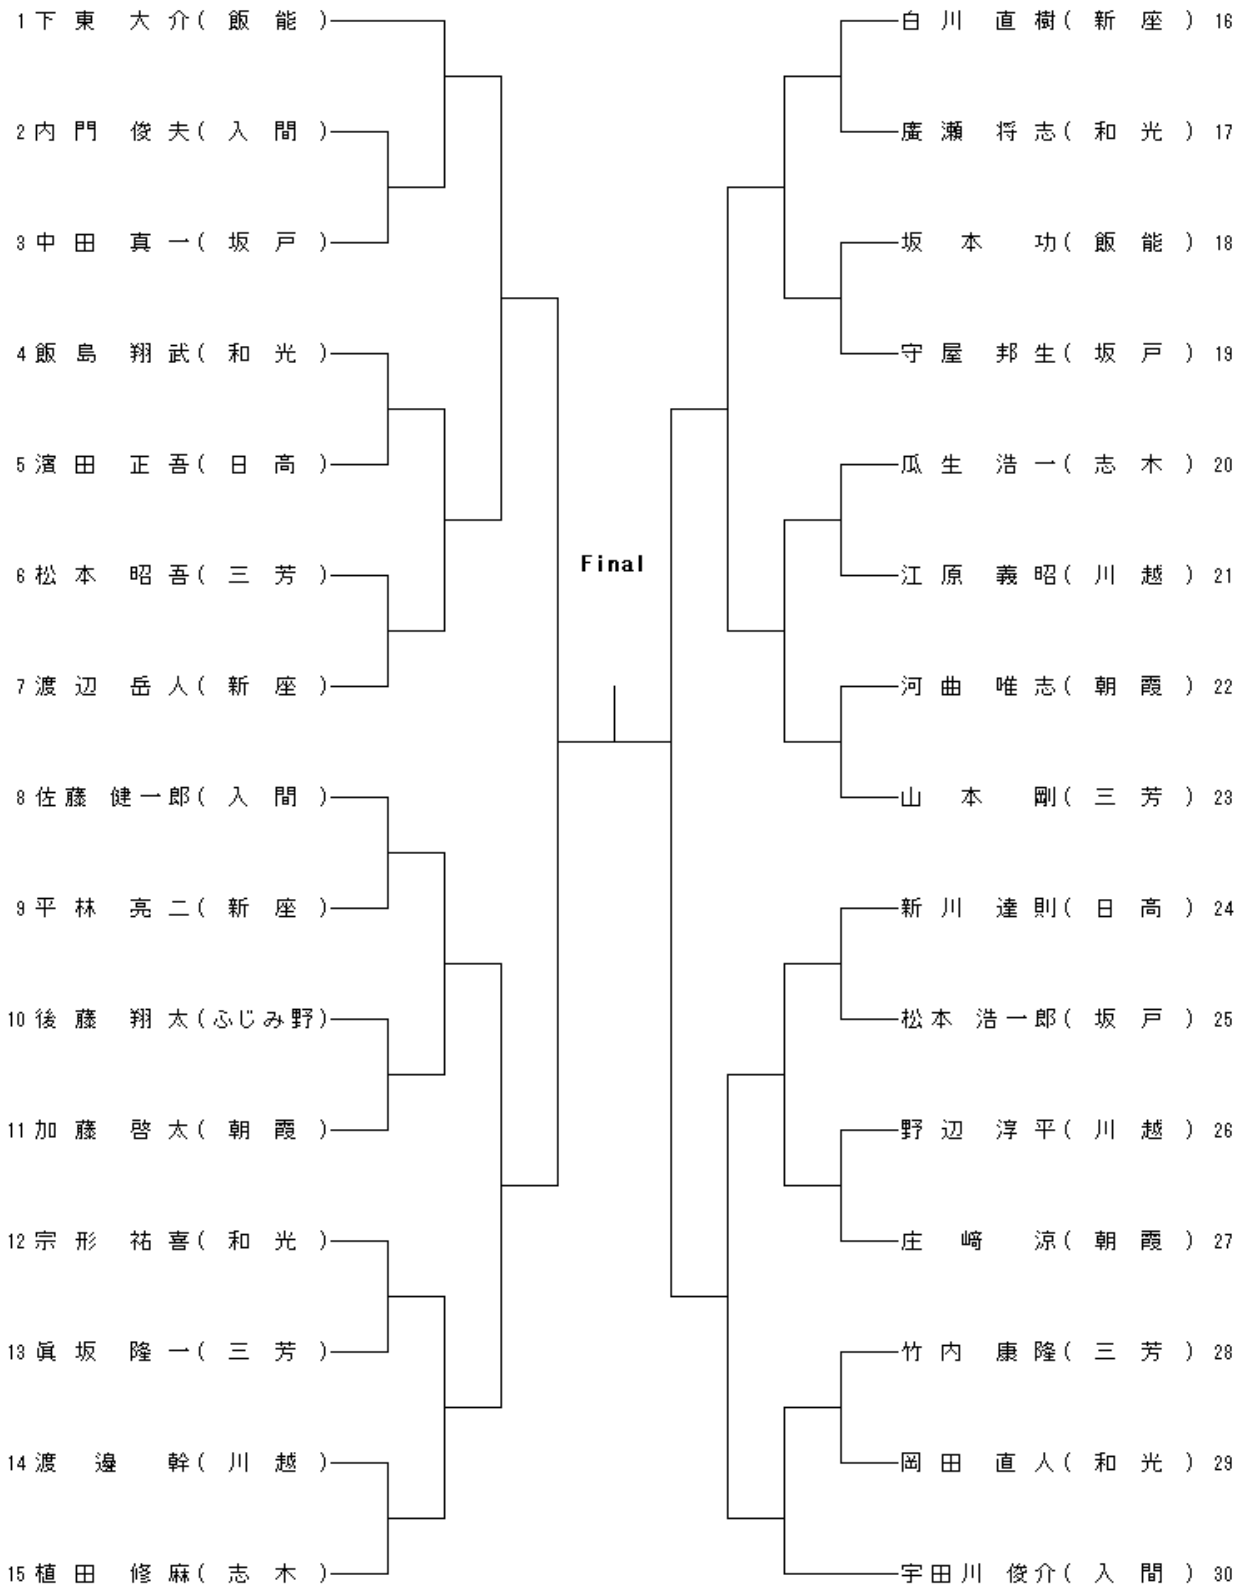 1 下東 大介(飯能)
2 内門 俊夫(入間)
3 中田 真一(坂戸)
4 飯島 翔武(和光)
5 濱田 正吾(日高)
6 松本 昭吾(三芳)
7 渡辺 岳人(新座)
8 佐藤 健一郎(入間)
9 平林 亮二(新座)
10 後藤 翔太(ふじみ野)
11 加藤 啓太(朝霞)
12 宗形 祐喜(和光)
13 眞坂 隆一(三芳)
14 渡邉 幹(川越)
15 植田 修麻(志木)
Final
白川 直樹(新座) 16
廣瀬 将志(和光) 17
坂本 功(飯能) 18
守屋 邦生(坂戸) 19
瓜生 浩一(志木) 20
江原 義昭(川越) 21
河曲 唯志(朝霞) 22
山本 剛(三芳) 23
新川 達則(日高) 24
松本 浩一郎(坂戸) 25
野辺 淳平(川越) 26
庄﨑 涼(朝霞) 27
竹内 康隆(三芳) 28
岡田 直人(和光) 29
宇田川 俊介(入間) 30